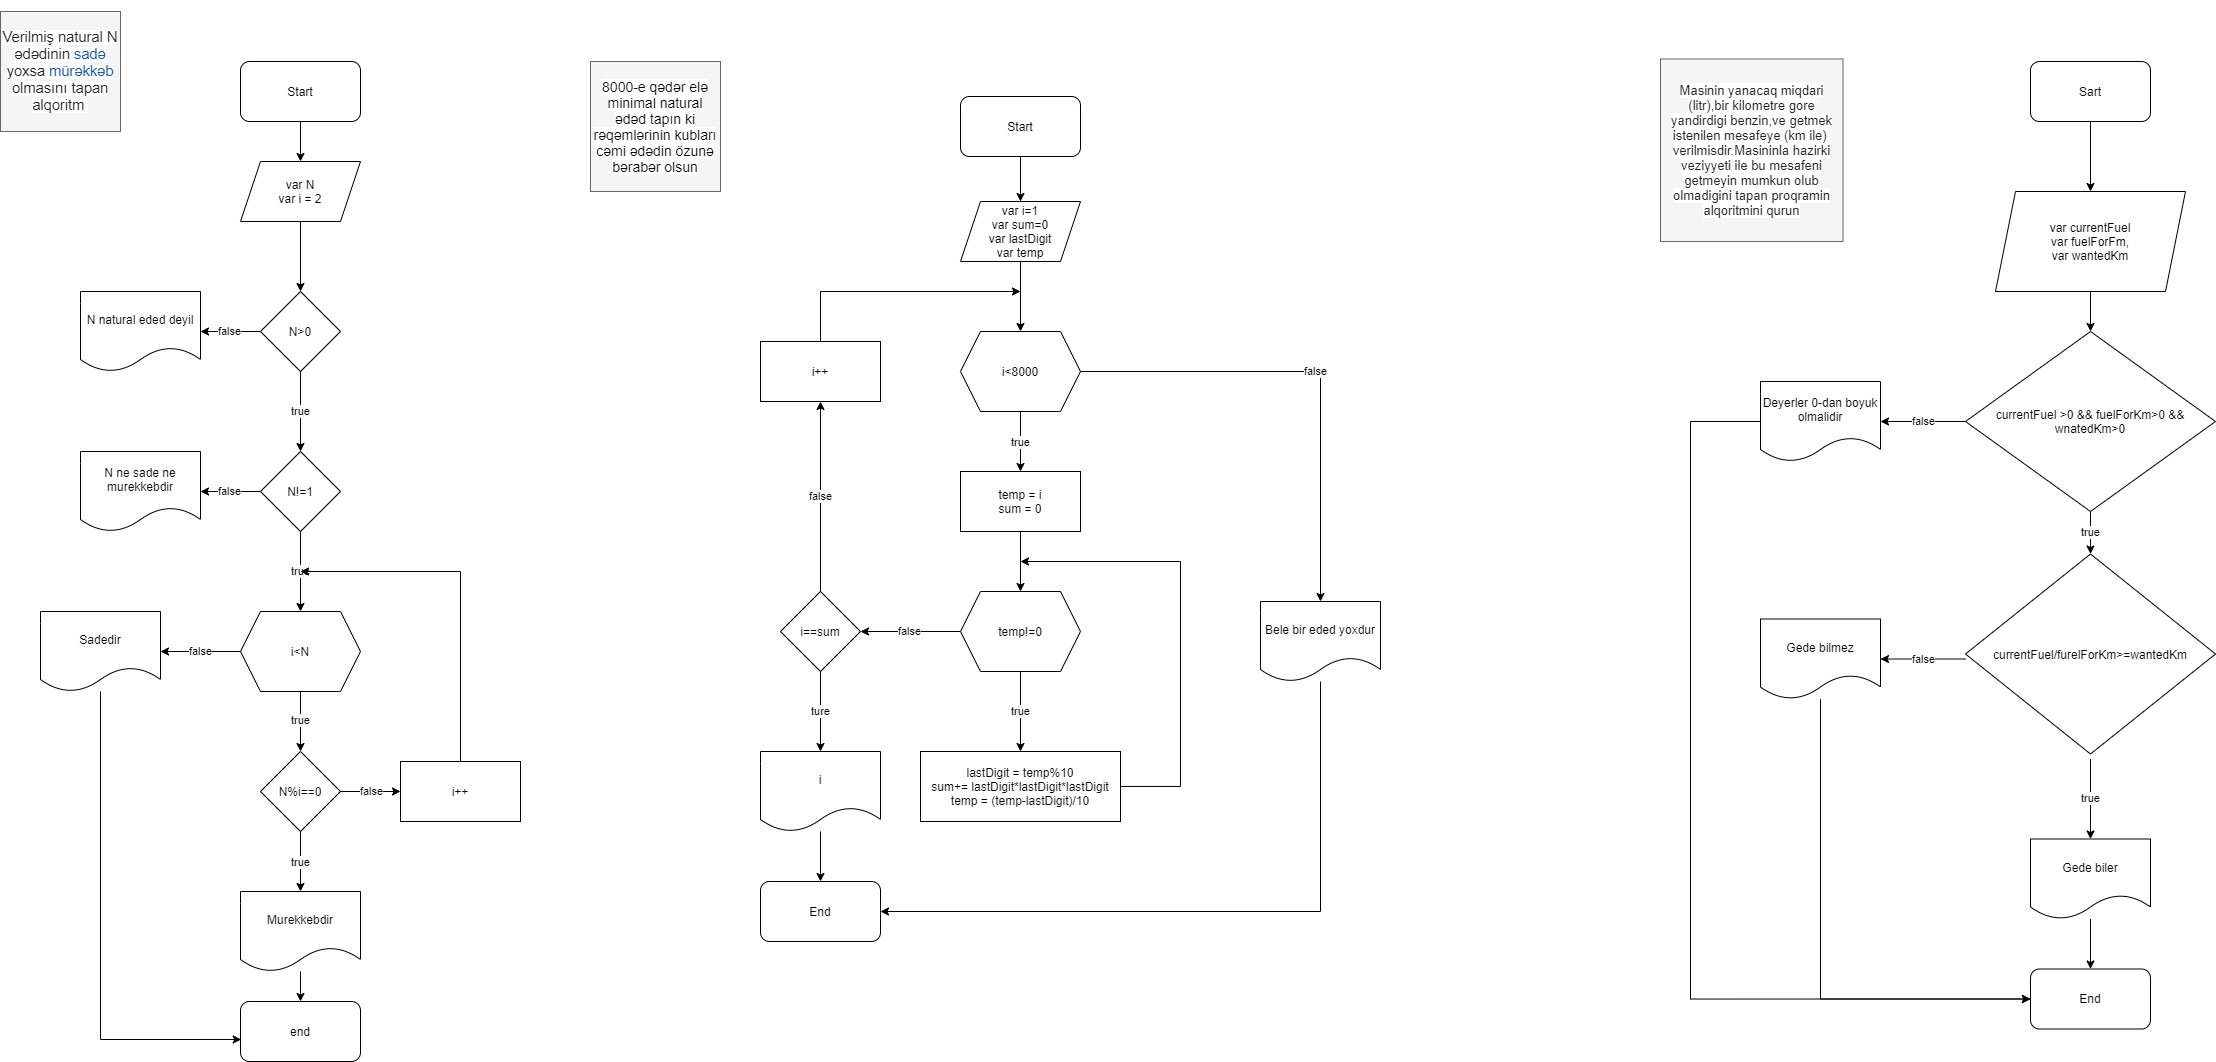 Verilmiş natural N
ədədinin sadə
yoxsa mürəkkəb
olmasını tapan
alqoritm
Start
var N
var i = 2
N>0
false
N natural eded deyil
true
N!=1
false
N ne sade ne
murekkebdir
true
i<N
false
Sadedir
true
N%i==0
false
i++
true
Murekkebdir
end
8000-e qədər elə
minimal natural
ədəd tapın ki
rəqəmlərinin kubları
cəmi ədədin özunə
bərabər olsun
Start
var i=1
var sum=0
var lastDigit
var temp
i++
i<8000
false
true
false
temp = i
sum = 0
i==sum
false
temp!=0
Bele bir eded yoxdur
ture
true
i
lastDigit = temp%10
sum+= lastDigit*lastDigit*lastDigit
temp = (temp-lastDigit)/10
End
Masinin yanacaq miqdari
(litr),bir kilometre gore
yandirdigi benzin,ve getmek
istenilen mesafeye (km ile)
verilmisdir.Masininla hazirki
veziyyeti ile bu mesafeni
getmeyin mumkun olub
olmadigini tapan proqramin
alqoritmini qurun
Sart
var currentFuel
var fuelForFm,
var wantedKm
Deyerler 0-dan boyuk
olmalidir
false
currentFuel >0 && fuelForKm>0 &&
wnatedKm>0
true
Gede bilmez
false
currentFuel/furelForKm>=wantedKm
true
Gede biler
End